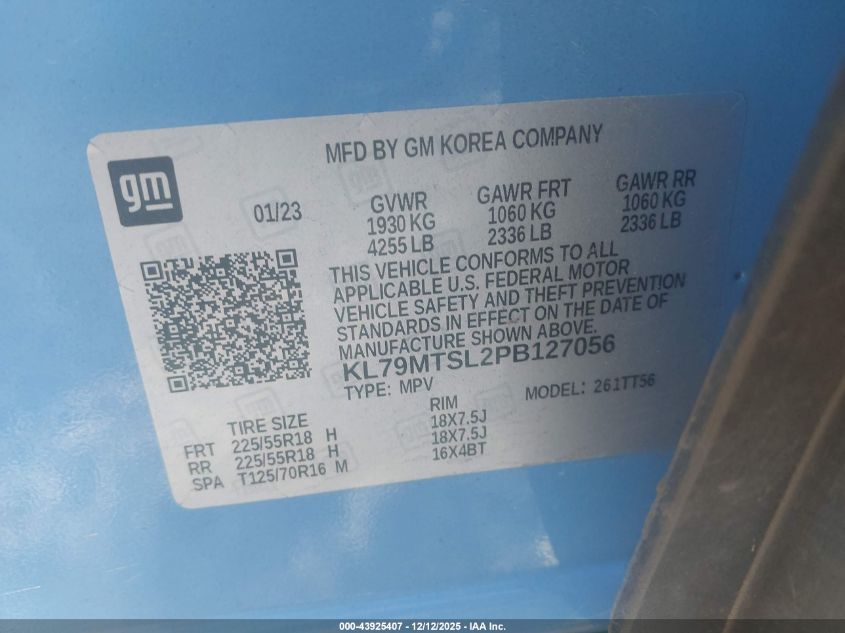 MFD BY GM KOREA COMPANY
gm
01/23
GVWR GAWR FRT GAWR RR
1930 KG 1060 KG 1060 KG
4255 LB 2336 LB 2336 LB
THIS VEHICLE CONFORMS TO ALL
APPLICABLE U.S. FEDERAL MOTOR
VEHICLE SAFETY AND THEFT PREVENTION
STANDARDS IN EFFECT ON THE DATE OF
MANUFACTURE SHOWN ABOVE.
KL79MTSL2PB127056
TYPE: MPV MODEL: 261TT56
TIRE SIZE RIM
FRT 225/55R18 H 18X7.5J
RR 225/55R18 H 18X7.5J
SPA T125/70R16 M 16X4BT
000-43925407 - 12/12/2025 - IAA Inc.